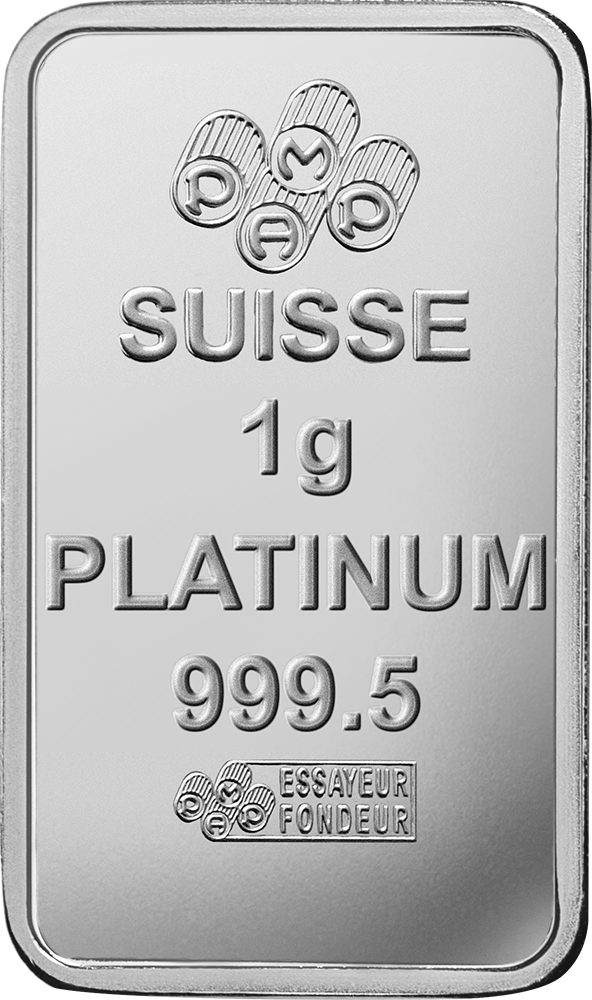 PAMP
SUISSE
1g
PLATINUM
999.5
PAMP ESSAYEUR
FONDEUR